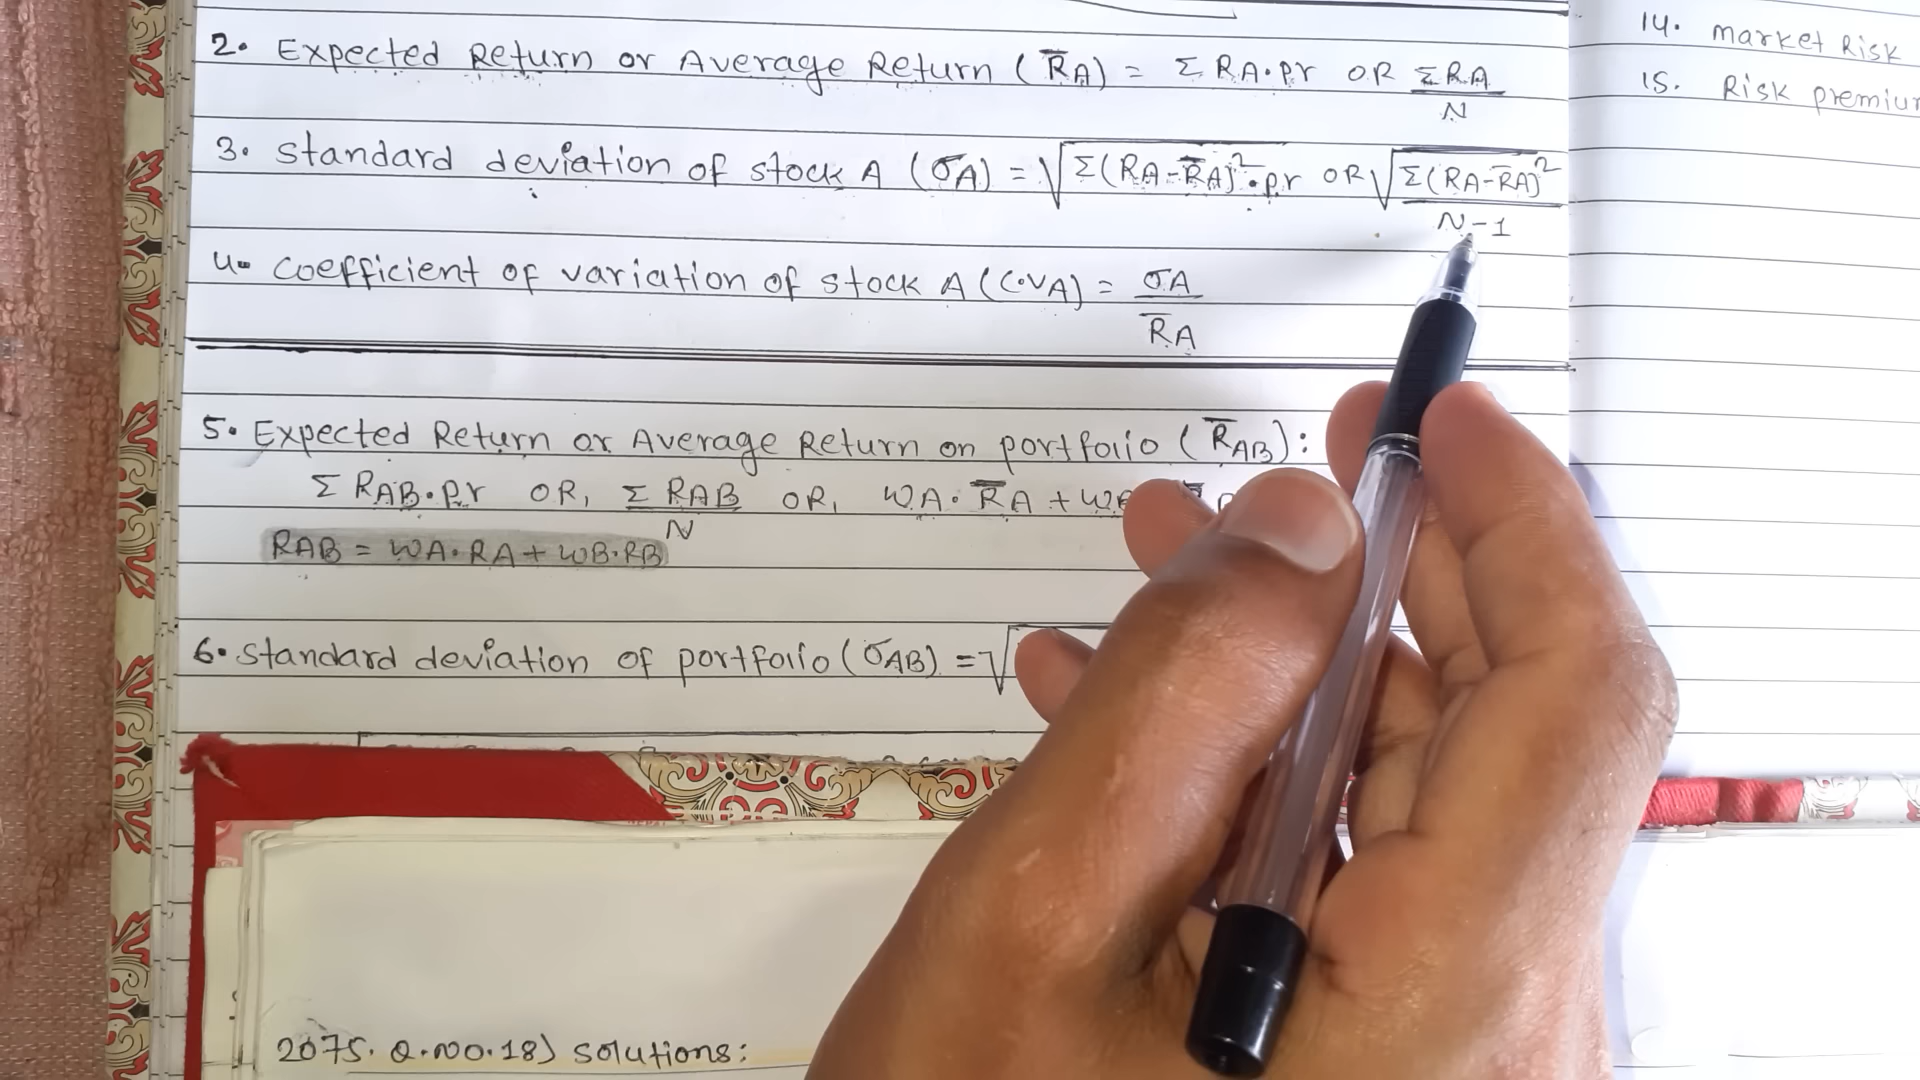 2. Expected Return or Average Return (R̅A) = Σ RA.Pr OR ΣRA/N
3. standard deviation of stock A (σA) = √Σ(RA-R̅A)².pr OR √Σ(RA-R̅A)²/N-1
4. coefficient of variation of stock A (C.VA) = σA/R̅A
5. Expected Return or Average Return on portfolio (R̅AB):
Σ RAB.Pr OR, Σ RAB/N OR, WA.R̅A +
RAB = WA.RA + WB.RB
6. standard deviation of portfolio (σAB) = √
2075. Q.No.18) solutions:
14. market Risk
15. Risk